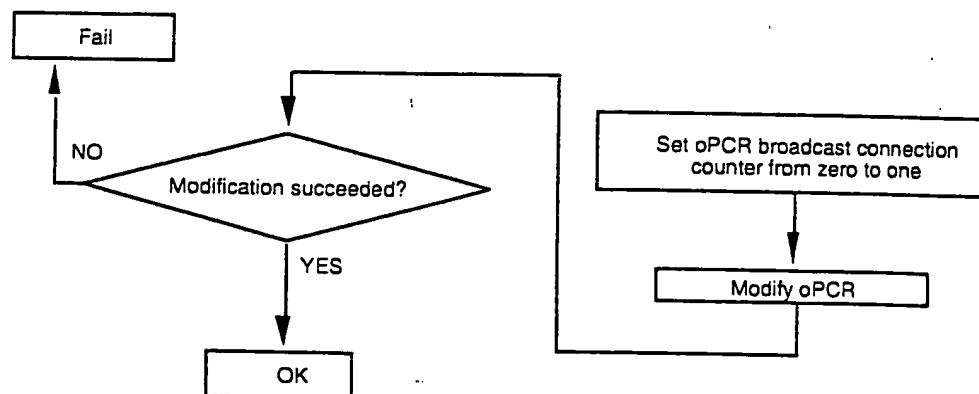 Fail
NO
Modification succeeded?
YES
OK
Set oPCR broadcast connection
counter from zero to one
Modify oPCR